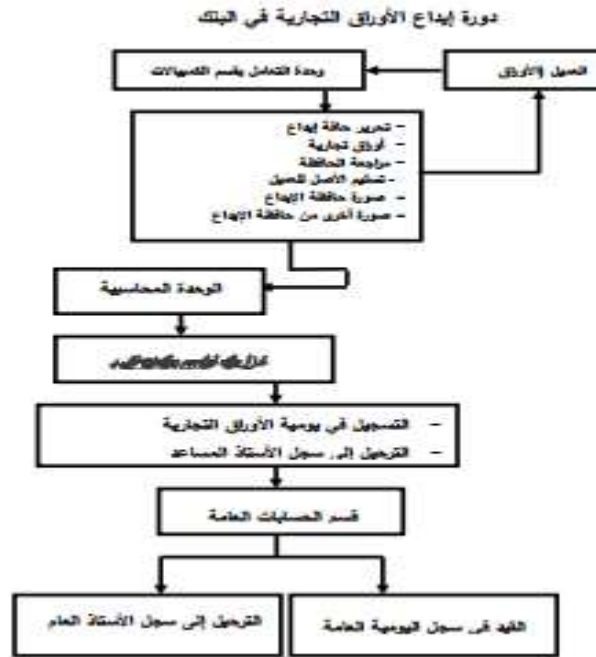 دورة إيداع الأوراق التجارية في البنك
العميل (الأوراق
وحدة التعامل بقسم الكمبيالات
- تحرير حافة إيداع
- أوراق تجارية
- مراجعة الحافظة
- تسليم الأصل للعميل
- صورة حافظة الإيداع
- صورة أخرى من حافظة الإيداع
الوحدة المحاسبية
- التسجيل في يومية الأوراق التجارية
- الترحيل إلى سجل الأستاذ المساعد
قسم الحسابات العامة
القيد في سجل اليومية العامة
الترحيل إلى سجل الأستاذ العام